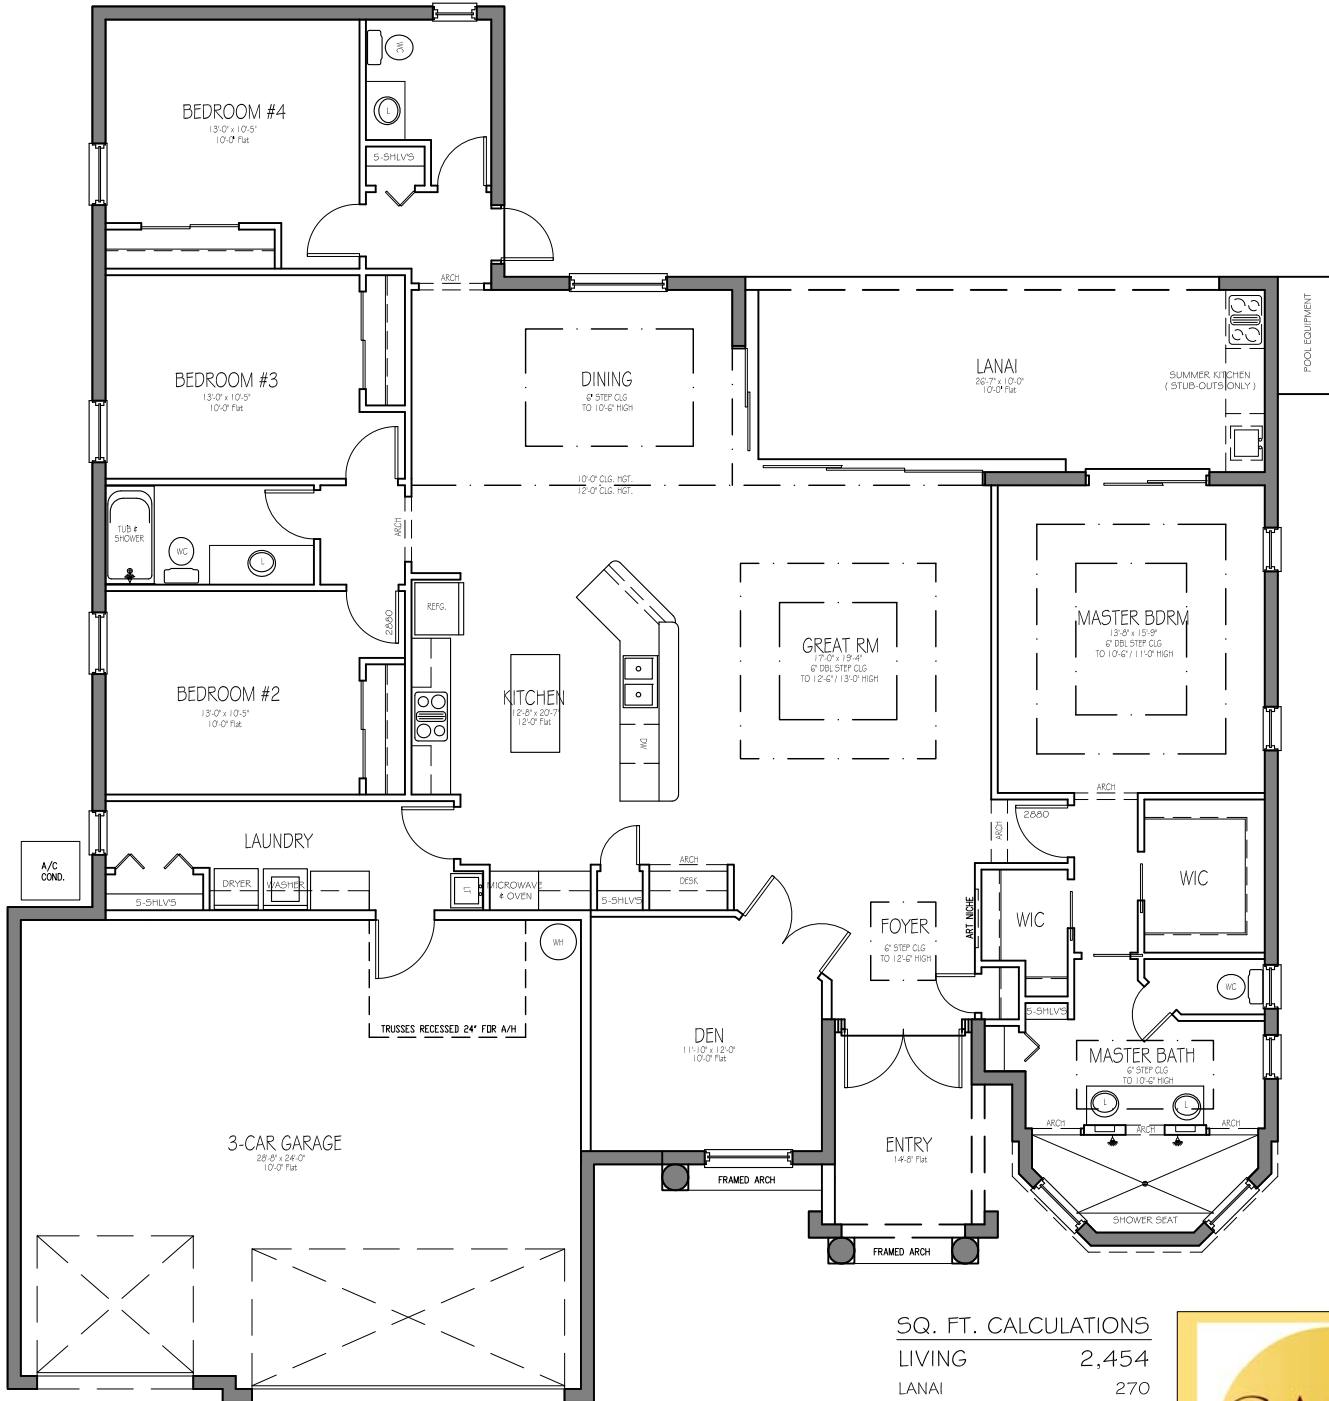 WC
BEDROOM #4
13'-0" x 10'-5"
10'-0" Flat
L
5-SHLV'S
ARCH
POOL EQUIPMENT
BEDROOM #3
13'-0" x 10'-5"
10'-0" Flat
DINING
6" STEP CLG
TO 10'-6" HIGH
LANAI
26'-7" x 10'-0"
10'-0" Flat
SUMMER KITCHEN
( STUB-OUTS ONLY )
10'-0" CLG. HGT.
12'-0" CLG. HGT.
TUB &
SHOWER
WC
L
ARCH
2880
REFG.
MASTER BDRM
13'-8" x 15'-9"
6" DBL STEP CLG
TO 10'-6" / 11'-0" HIGH
GREAT RM
17'-0" x 19'-4"
6" DBL STEP CLG
TO 12'-6" / 13'-0" HIGH
BEDROOM #2
13'-0" x 10'-5"
10'-0" Flat
KITCHEN
12'-8" x 20'-7"
12'-0" Flat
DW
ARCH
2880
ARCH
LAUNDRY
A/C
COND.
DRYER
WASHER
5-SHLV'S
LT
MICROWAVE
& OVEN
5-SHLV'S
ARCH
DESK
WIC
WIC
ART NICHE
FOYER
6" STEP CLG
TO 12'-6" HIGH
WH
WC
5-SHLV'S
TRUSSES RECESSED 24" FOR A/H
DEN
11'-10" x 12'-0"
10'-0" Flat
MASTER BATH
6" STEP CLG
TO 10'-6" HIGH
L
L
ARCH
ARCH
ARCH
3-CAR GARAGE
28'-8" x 24'-0"
10'-0" Flat
ENTRY
14'-8" Flat
FRAMED ARCH
SHOWER SEAT
FRAMED ARCH
SQ. FT. CALCULATIONS
LIVING 2,454
LANAI 270